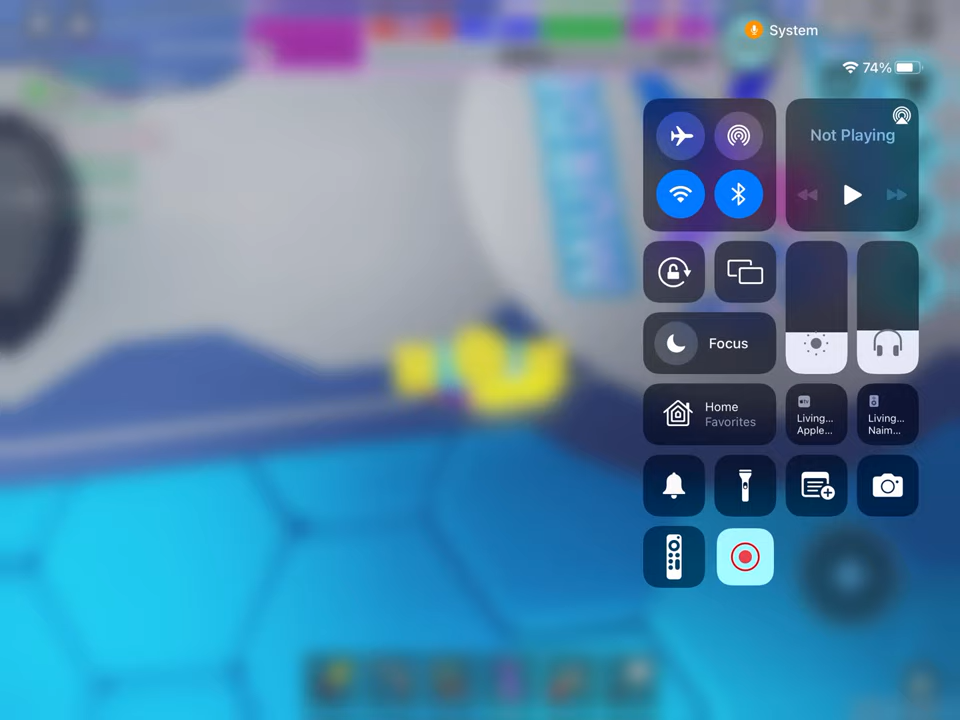 System
74%
Not Playing
Focus
Home
Favorites
Living...
Apple...
Living...
Naim...